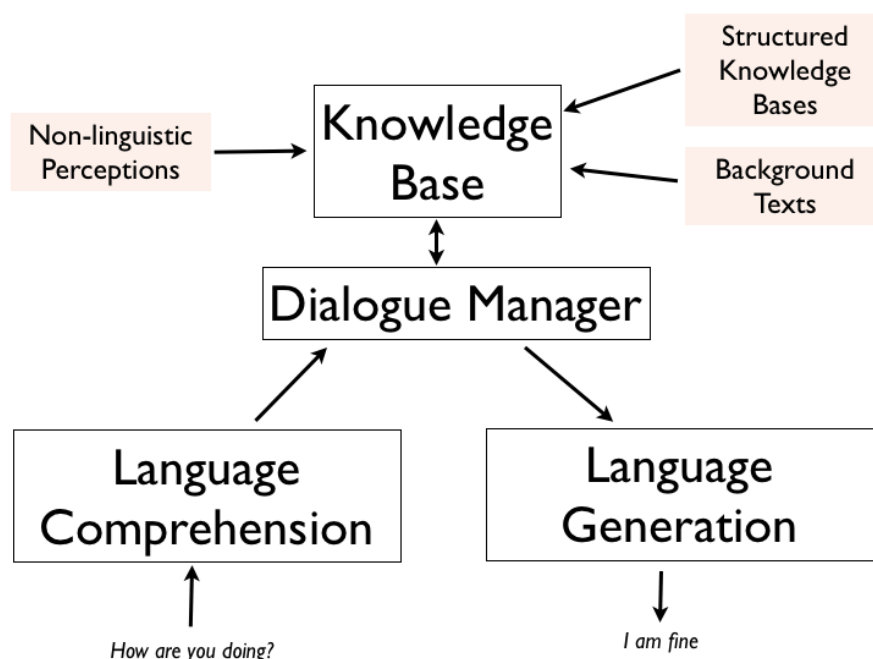 Structured
Knowledge
Bases
Non-linguistic
Perceptions
Knowledge
Base
Background
Texts
Dialogue Manager
Language
Comprehension
Language
Generation
How are you doing?
I am fine